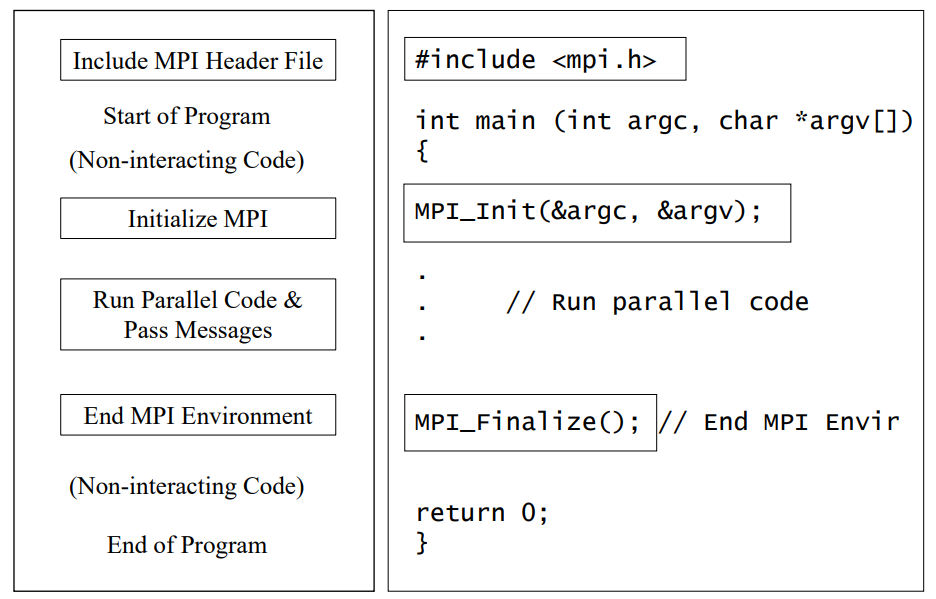 Include MPI Header File
Start of Program
(Non-interacting Code)
Initialize MPI
Run Parallel Code &
Pass Messages
End MPI Environment
(Non-interacting Code)
End of Program
#include <mpi.h>
int main (int argc, char *argv[])
{
MPI_Init(&argc, &argv);
.
. // Run parallel code
.
MPI_Finalize(); // End MPI Envir
return 0;
}